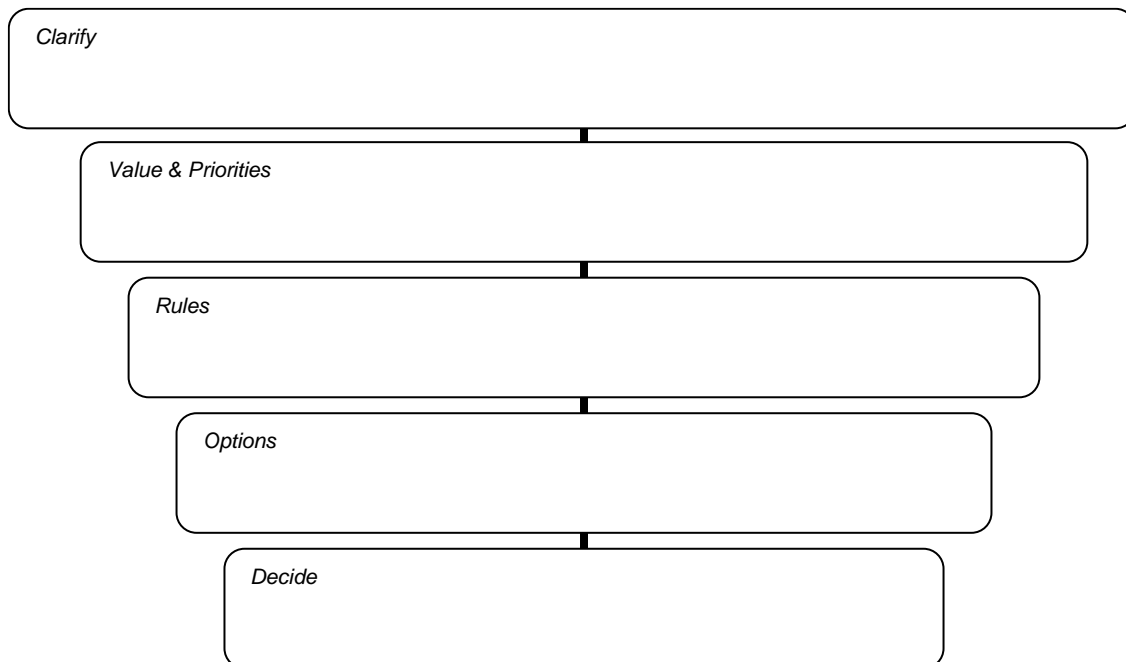 Clarify
Value & Priorities
Rules
Options
Decide